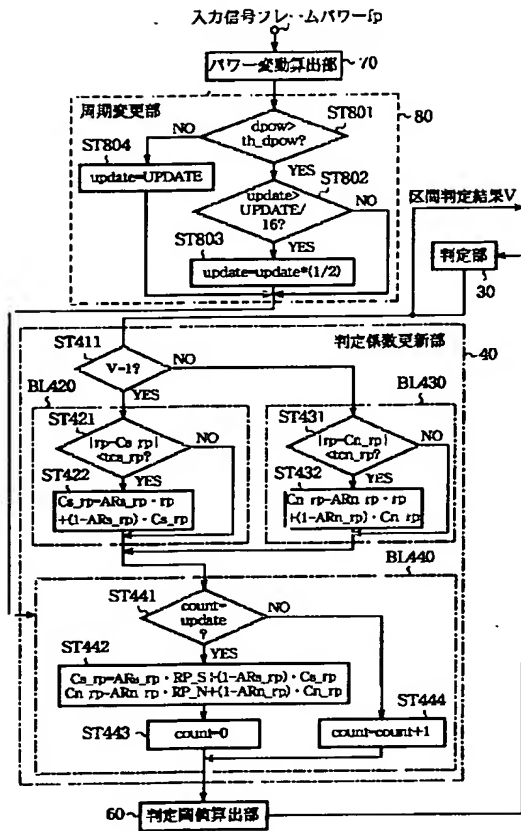 入力信号フレームパワーfp
パワー変動算出部
70
周期変更部
80
ST801
dpow>
th_dpow?
NO
YES
ST804
update=UPDATE
ST802
update>
UPDATE/
16?
NO
YES
ST803
update=update*(1/2)
区間判定結果V
判定部
30
判定係数更新部
40
ST411
V=1?
NO
YES
BL420
BL430
ST421
|rp-Cs_rp|
<tcs_rp?
NO
YES
ST422
Cs_rp=ARs_rp・rp
+(1-ARs_rp)・Cs_rp
ST431
|rp-Cn_rp|
<tcn_rp?
NO
YES
ST432
Cn_rp=ARn_rp・rp
+(1-ARn_rp)・Cn_rp
BL440
ST441
count=
update
?
NO
YES
ST442
Cs_rp=ARs_rp・RP_S+(1-ARs_rp)・Cs_rp
Cn_rp=ARn_rp・RP_N+(1-ARn_rp)・Cn_rp
ST443
count=0
ST444
count=count+1
60
判定閾値算出部